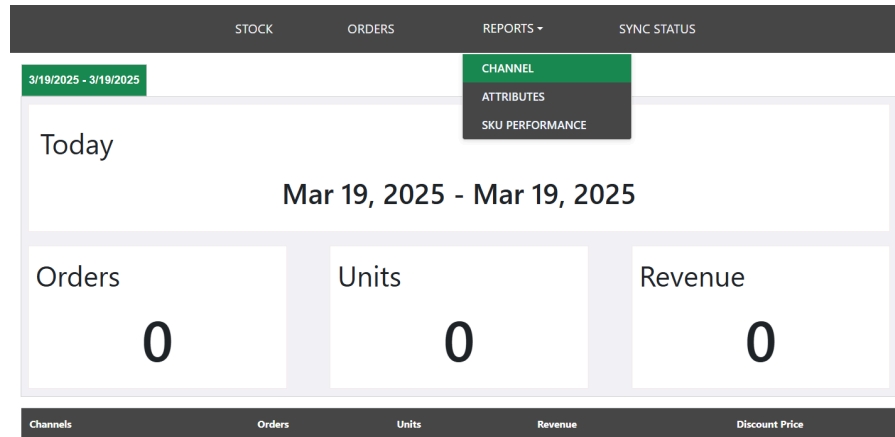 STOCK ORDERS REPORTS SYNC STATUS
3/19/2025 - 3/19/2025
CHANNEL
ATTRIBUTES
SKU PERFORMANCE
Today
Mar 19, 2025 - Mar 19, 2025
Orders Units Revenue
0 0 0
Channels Orders Units Revenue Discount Price